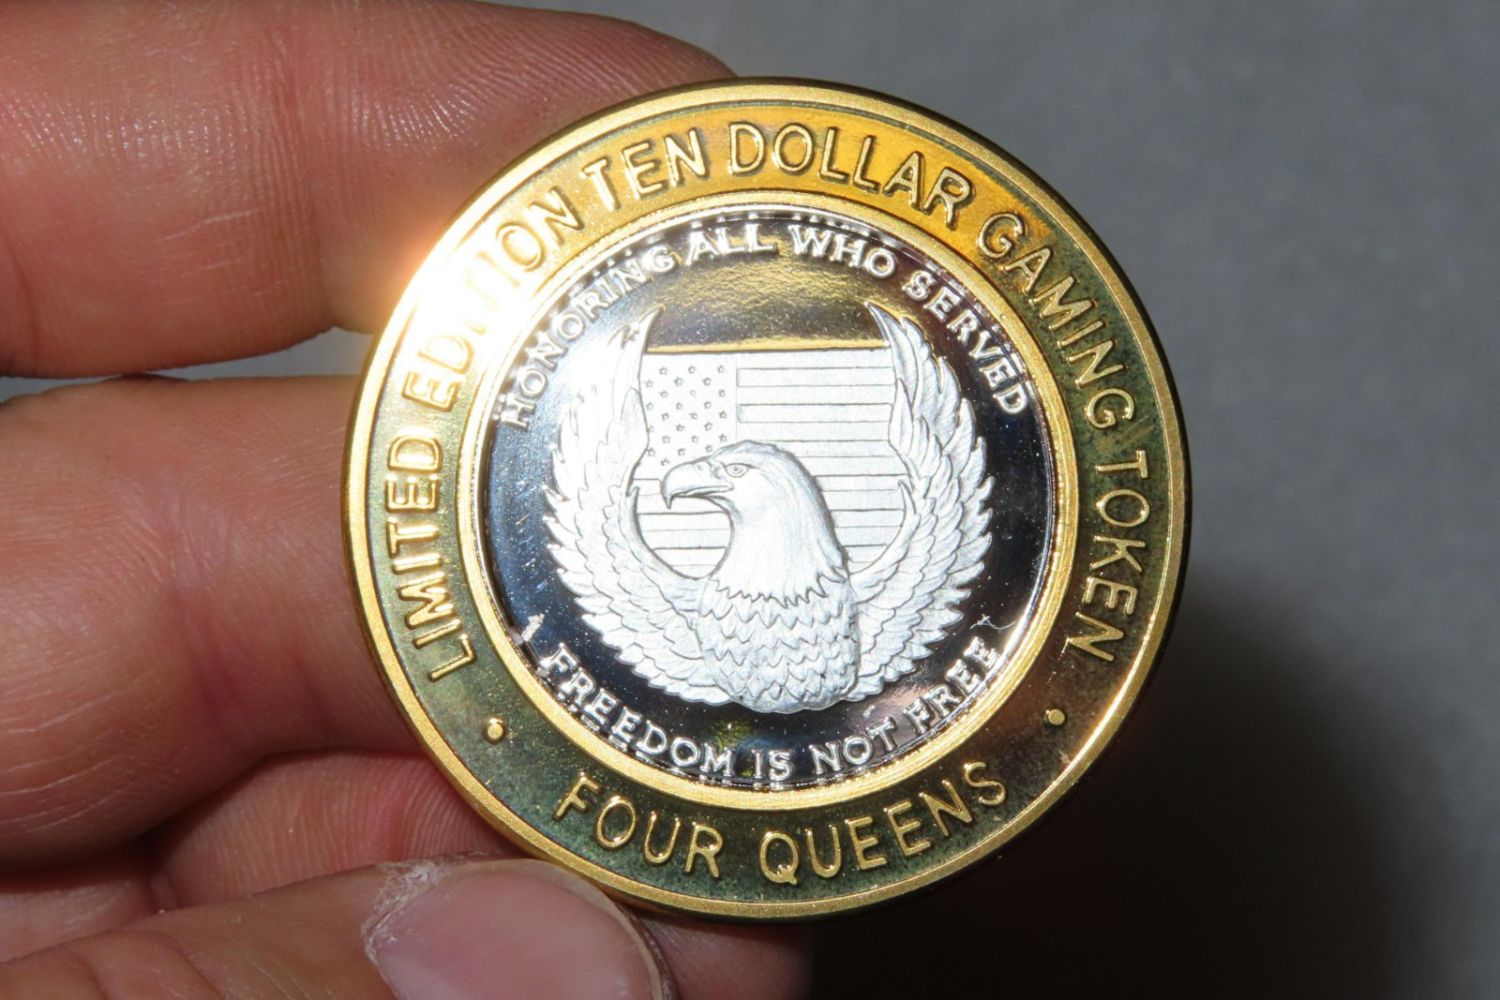 LIMITED EDITION TEN DOLLAR GAMING TOKEN
HONORING ALL WHO SERVED
FREEDOM IS NOT FREE
• FOUR QUEENS •